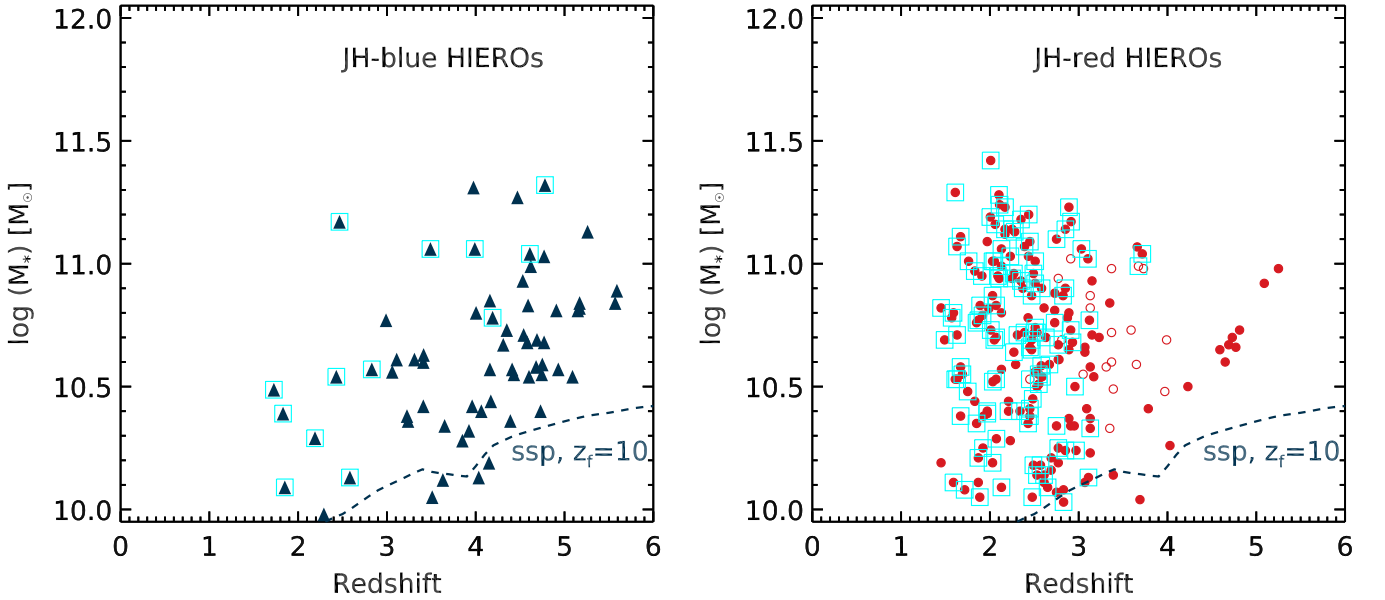 JH-blue HIEROs
12.0
11.5
11.0
10.5
10.0
log (M*) [M☉]
ssp, zf=10
0 1 2 3 4 5 6
Redshift
JH-red HIEROs
12.0
11.5
11.0
10.5
10.0
log (M*) [M☉]
ssp, zf=10
0 1 2 3 4 5 6
Redshift